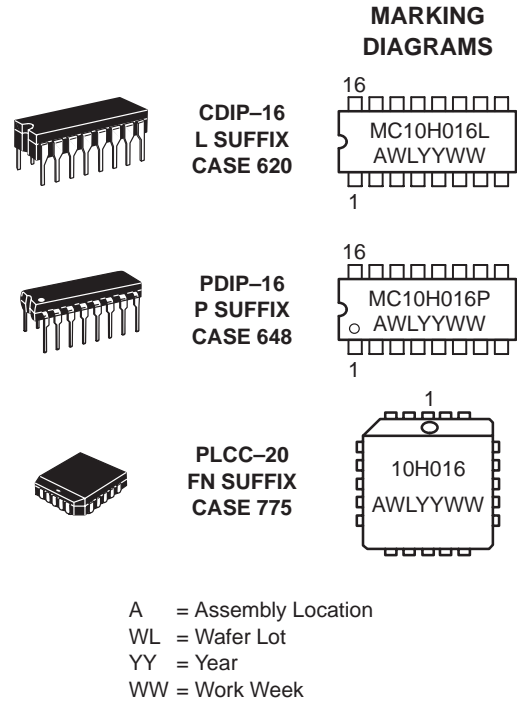 MARKING
DIAGRAMS
CDIP–16
L SUFFIX
CASE 620
16
MC10H016L
AWLYYWW
1
PDIP–16
P SUFFIX
CASE 648
16
MC10H016P
AWLYYWW
1
PLCC–20
FN SUFFIX
CASE 775
1
10H016
AWLYYWW
A = Assembly Location
WL = Wafer Lot
YY = Year
WW = Work Week